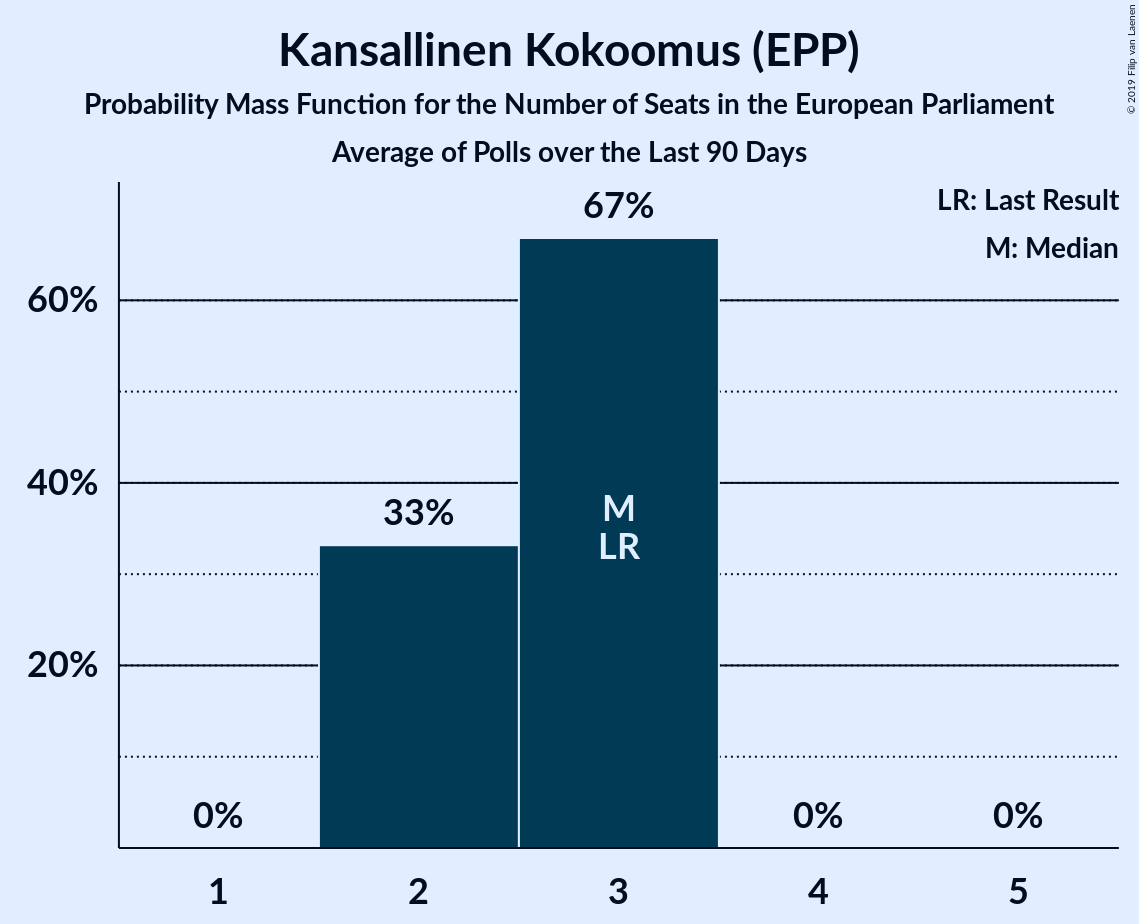 Kansallinen Kokoomus (EPP)
Probability Mass Function for the Number of Seats in the European Parliament
Average of Polls over the Last 90 Days
© 2019 Filip van Laenen
LR: Last Result
M: Median
67%
60%
40%
33%
M
LR
20%
0%
0%
0%
1
2
3
4
5